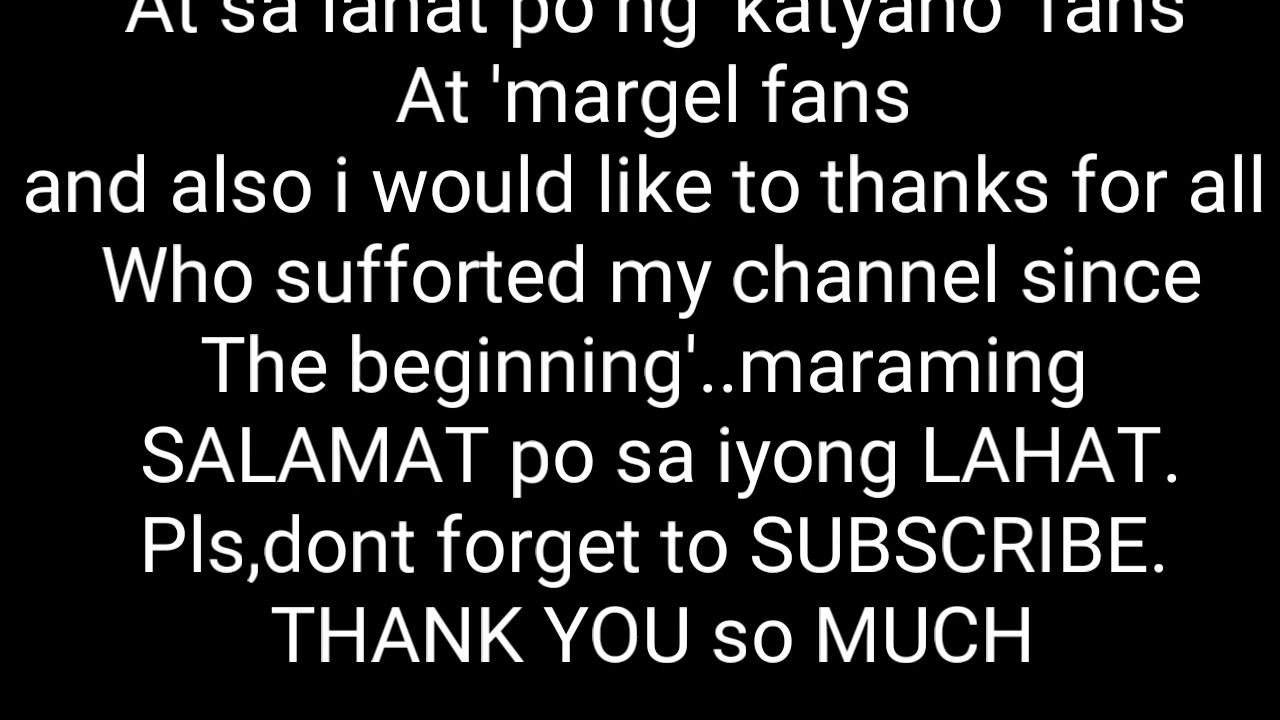 At sa lahat po ng 'katyano' fans
At 'margel fans
and also i would like to thanks for all
Who sufforted my channel since
The beginning'..maraming
SALAMAT po sa iyong LAHAT.
Pls,dont forget to SUBSCRIBE.
THANK YOU so MUCH